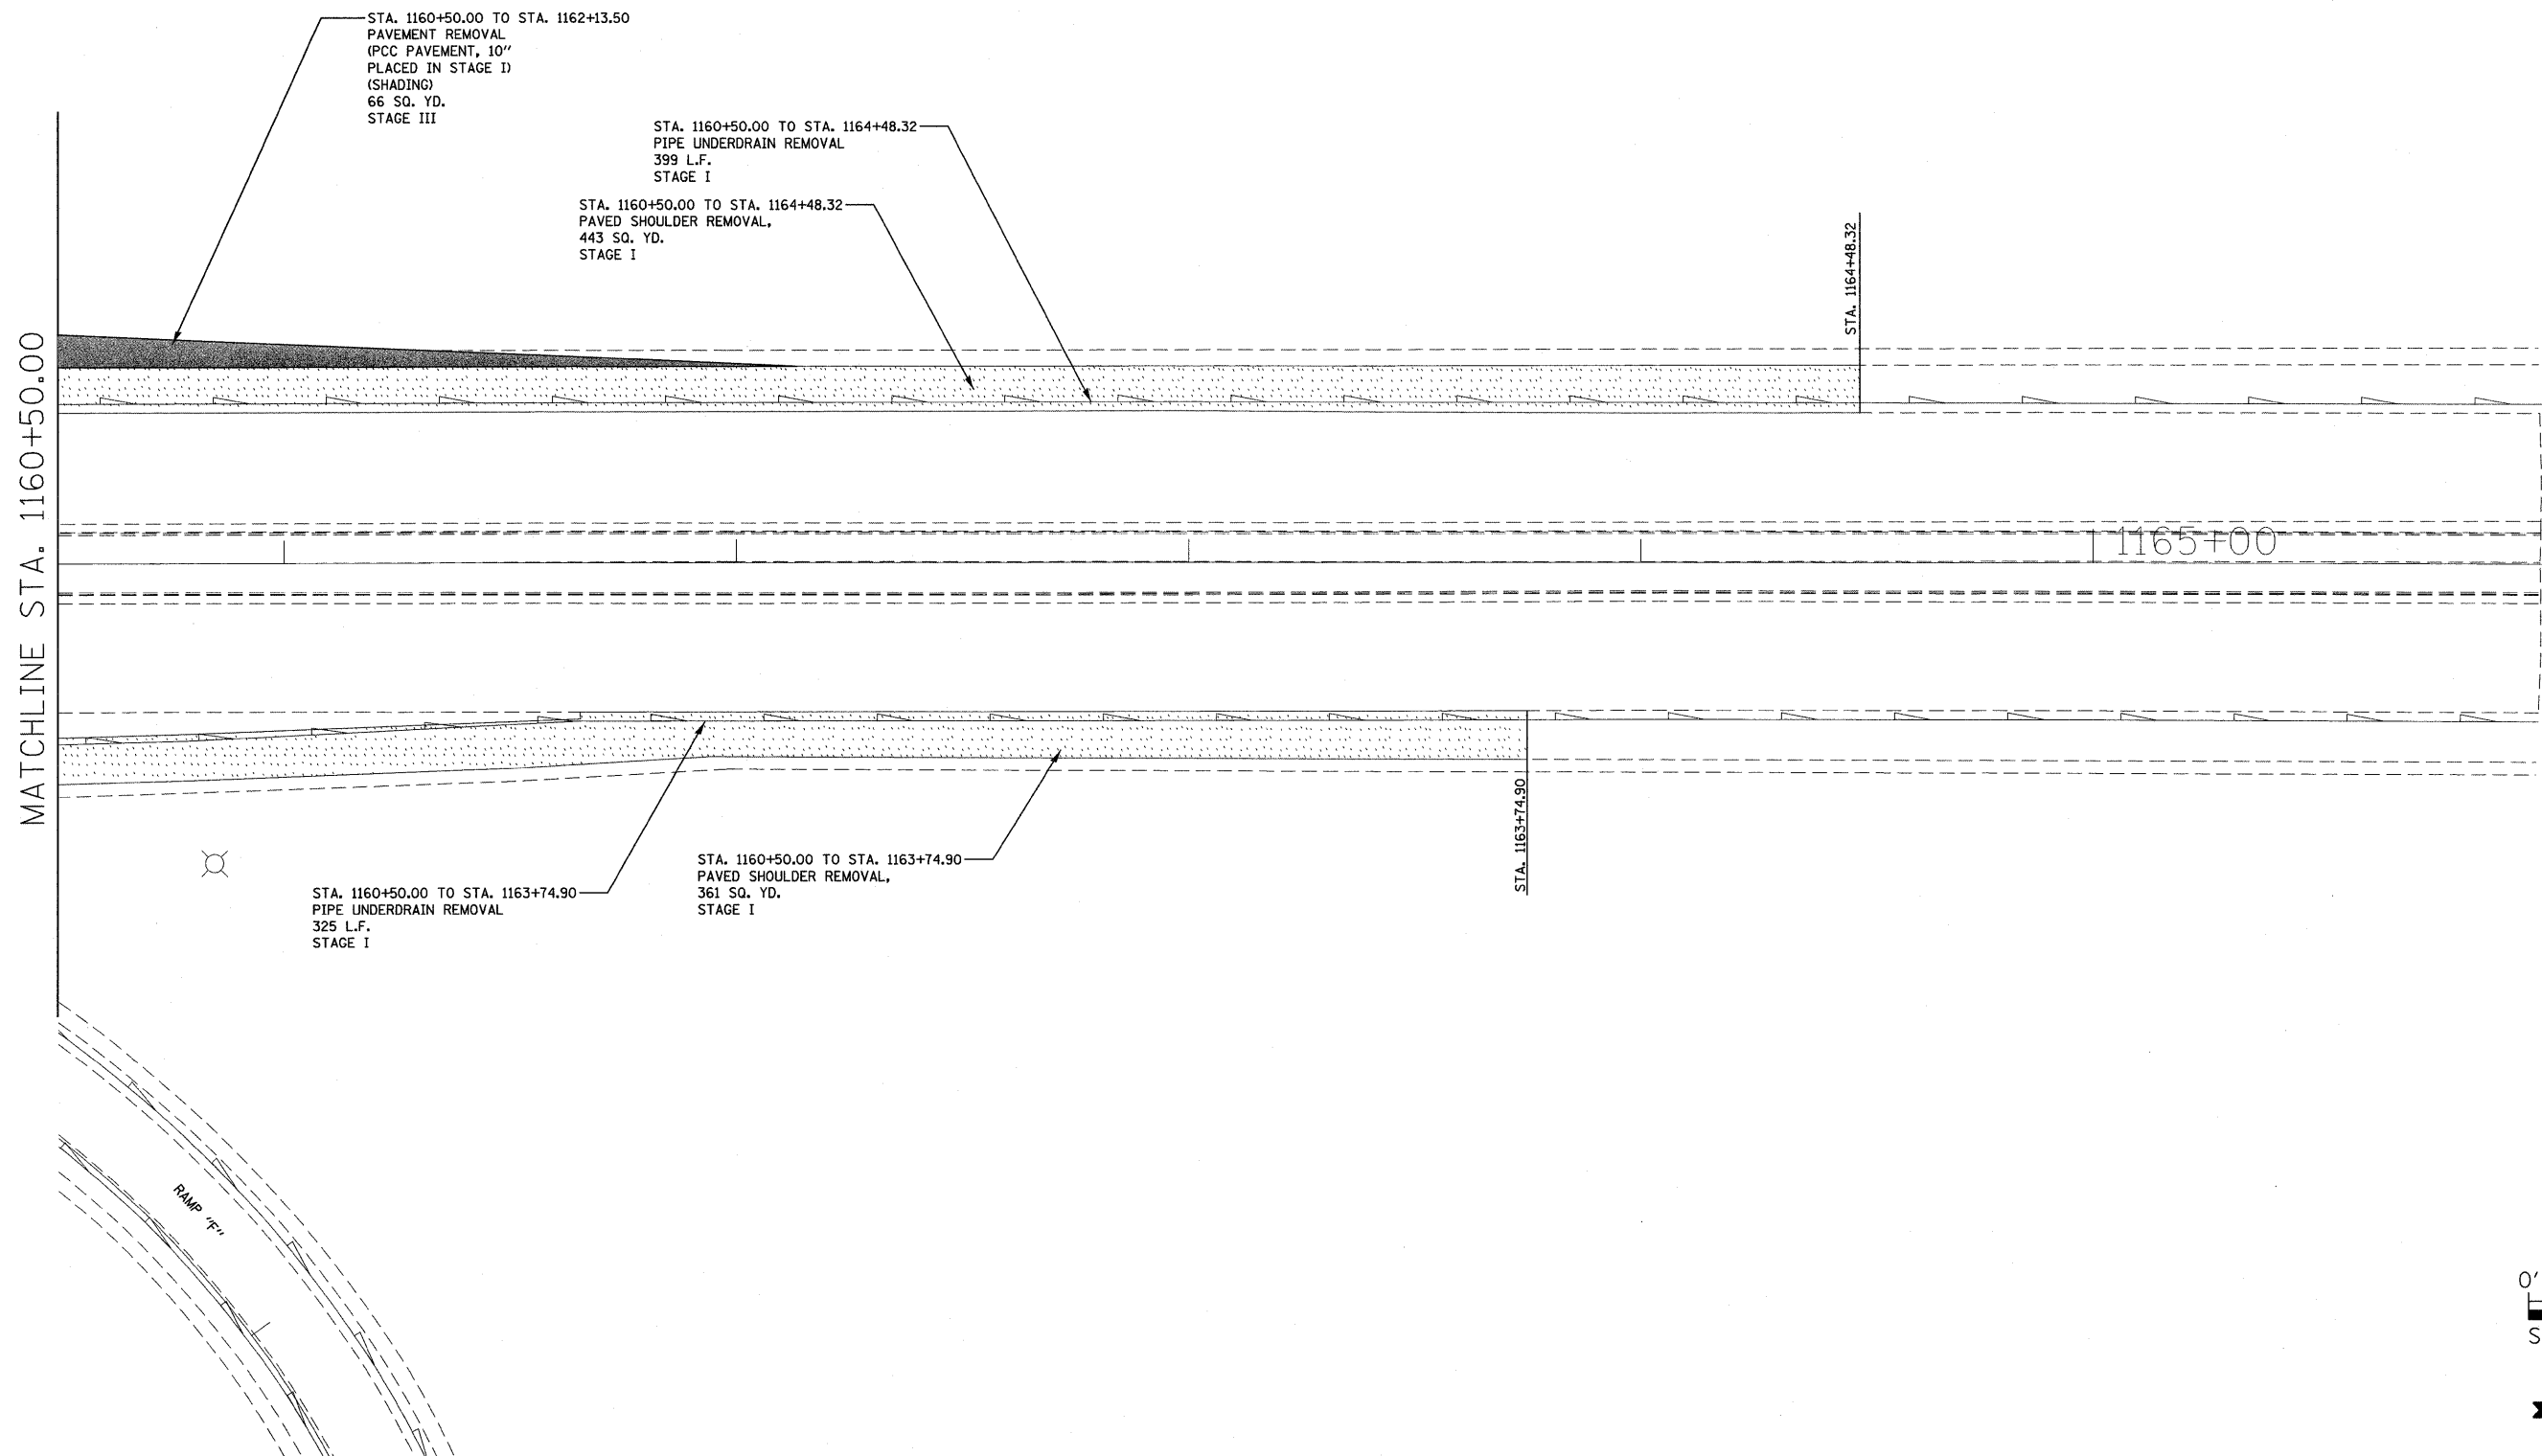 STA. 1160+50.00 TO STA. 1162+13.50
PAVEMENT REMOVAL
(PCC PAVEMENT, 10"
PLACED IN STAGE I)
(SHADING)
66 SQ. YD.
STAGE III
STA. 1160+50.00 TO STA. 1164+48.32
PIPE UNDERDRAIN REMOVAL
399 L.F.
STAGE I
STA. 1160+50.00 TO STA. 1164+48.32
PAVED SHOULDER REMOVAL,
443 SQ. YD.
STAGE I
STA. 1164+48.32
MATCHLINE STA. 1160+50.00
1165+00
STA. 1163+74.90
STA. 1160+50.00 TO STA. 1163+74.90
PAVED SHOULDER REMOVAL,
361 SQ. YD.
STAGE I
STA. 1160+50.00 TO STA. 1163+74.90
PIPE UNDERDRAIN REMOVAL
325 L.F.
STAGE I
RAMP "F"
0'
S